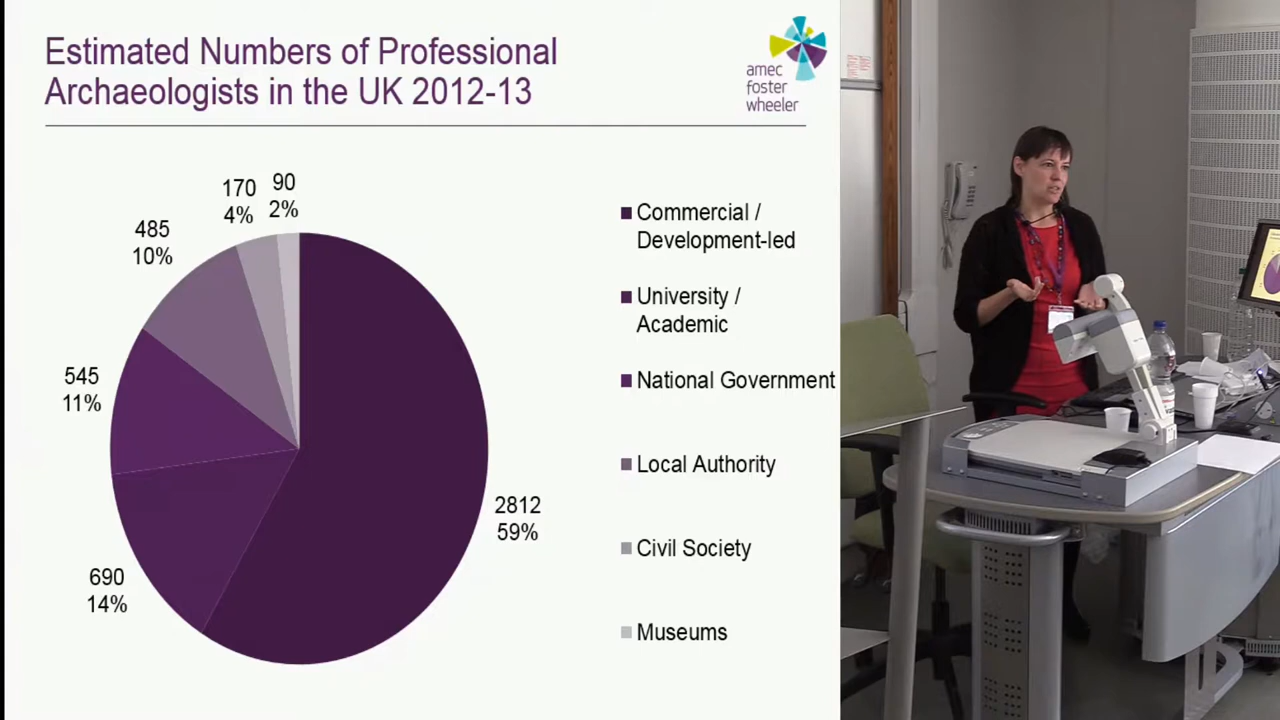 Estimated Numbers of Professional
Archaeologists in the UK 2012-13
amec
foster
wheeler
170
4%
90
2%
485
10%
545
11%
690
14%
2812
59%
Commercial /
Development-led
University /
Academic
National Government
Local Authority
Civil Society
Museums